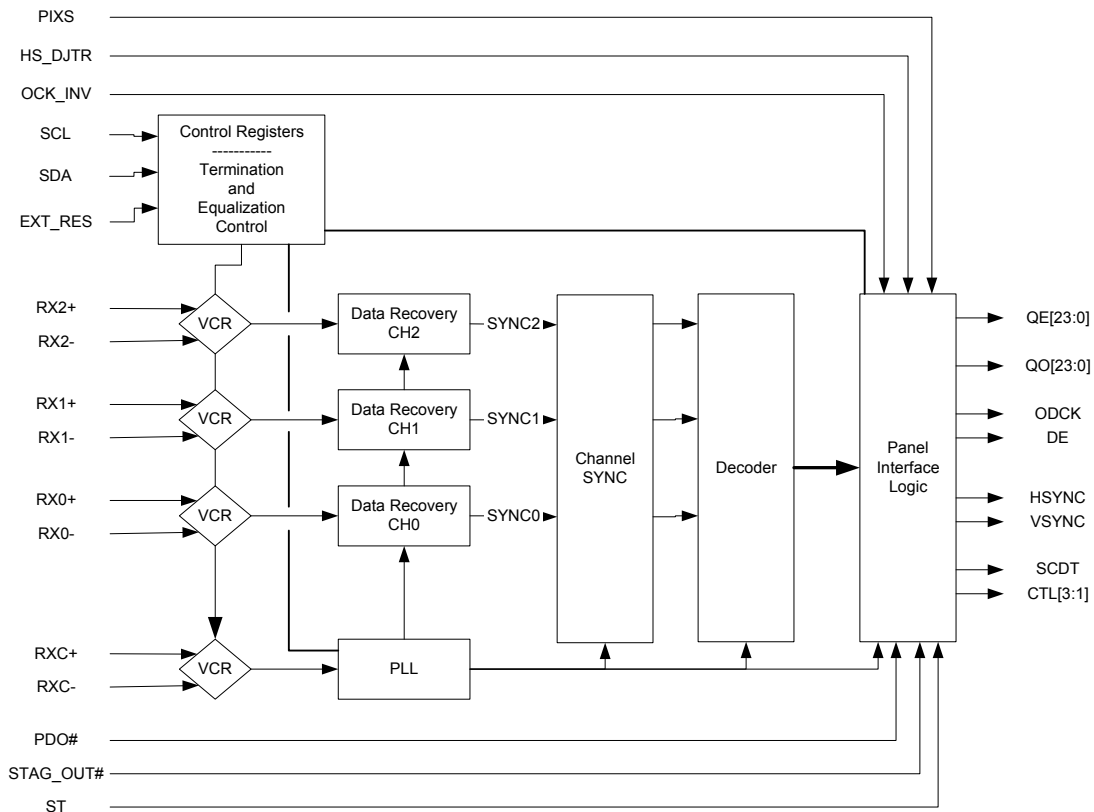 PIXS
HS_DJTR
OCK_INV
SCL
SDA
EXT_RES
Control Registers
-----------
Termination
and
Equalization
Control
RX2+
RX2-
VCR
Data Recovery
CH2
SYNC2
RX1+
RX1-
VCR
Data Recovery
CH1
SYNC1
RX0+
RX0-
VCR
Data Recovery
CH0
SYNC0
RXC+
RXC-
VCR
PLL
Channel
SYNC
Decoder
Panel
Interface
Logic
QE[23:0]
QO[23:0]
ODCK
DE
HSYNC
VSYNC
SCDT
CTL[3:1]
PDO#
STAG_OUT#
ST